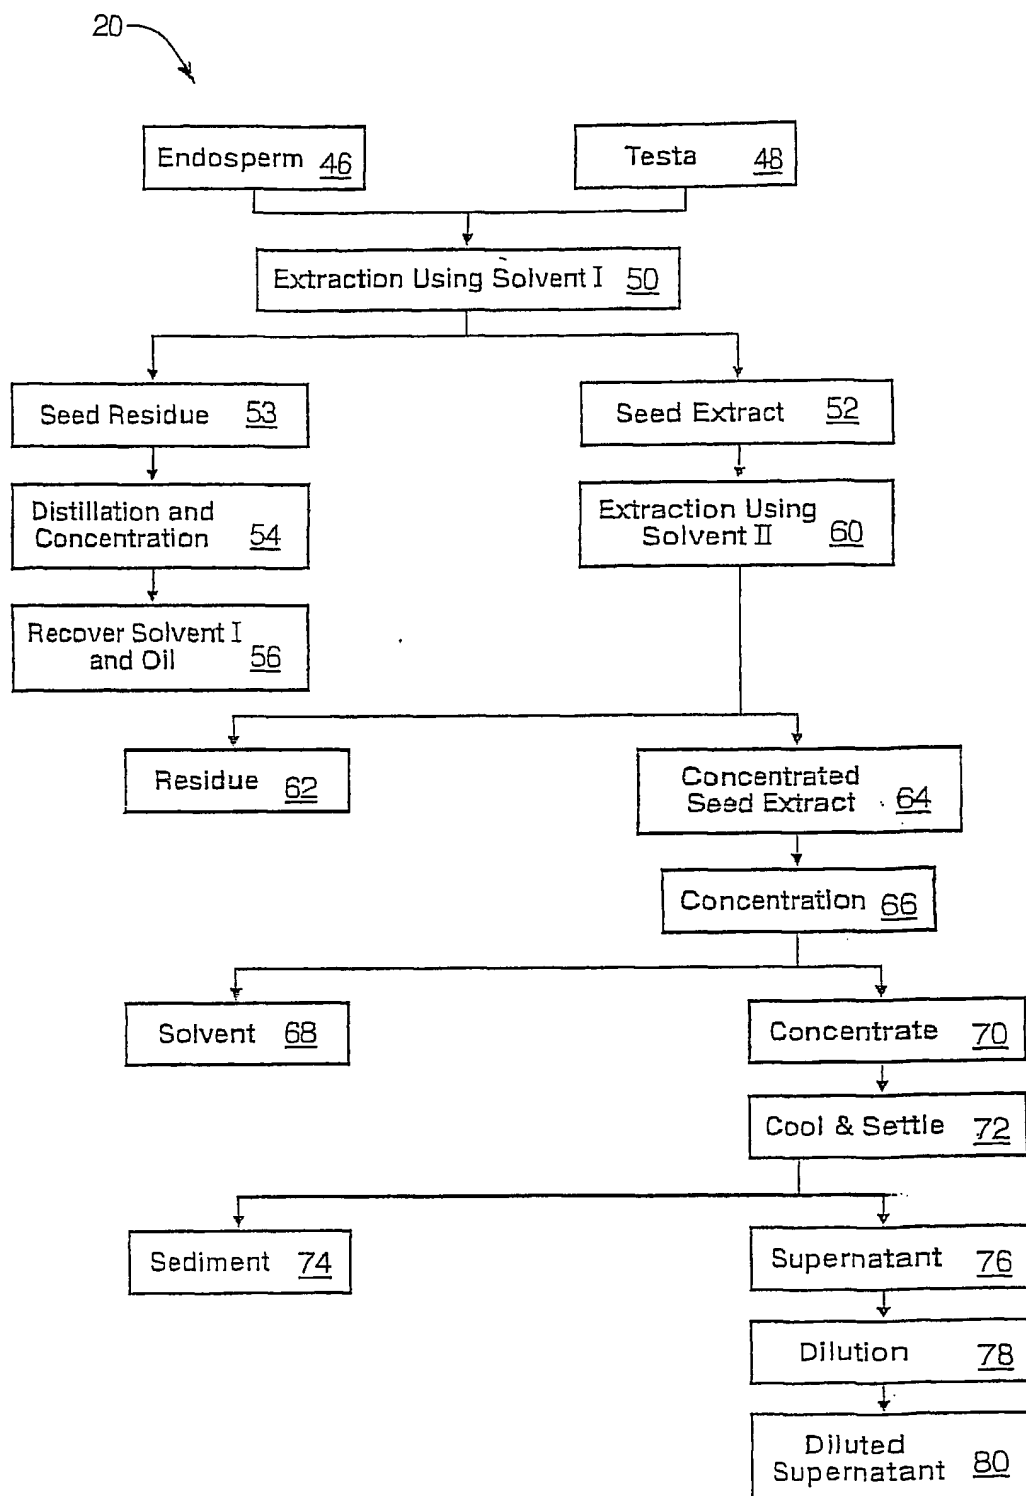 20
Endosperm 46
Testa 48
Extraction Using Solvent I 50
Seed Residue 53
Seed Extract 52
Distillation and
Concentration 54
Extraction Using
Solvent II 60
Recover Solvent I
and Oil 56
Residue 62
Concentrated
Seed Extract 64
Concentration 66
Solvent 68
Concentrate 70
Cool & Settle 72
Sediment 74
Supernatant 76
Dilution 78
Diluted
Supernatant 80